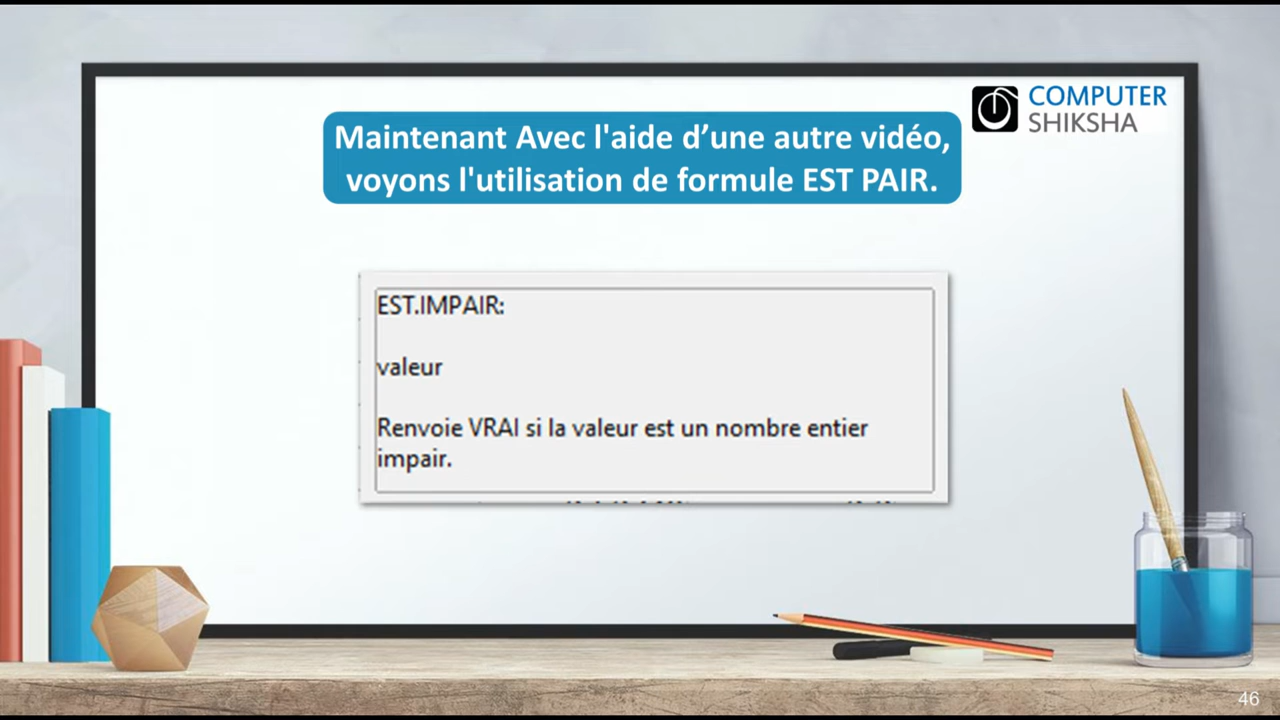 COMPUTER
SHIKSHA
Maintenant Avec l'aide d’une autre vidéo,
voyons l'utilisation de formule EST PAIR.
EST.IMPAIR:
valeur
Renvoie VRAI si la valeur est un nombre entier
impair.
46